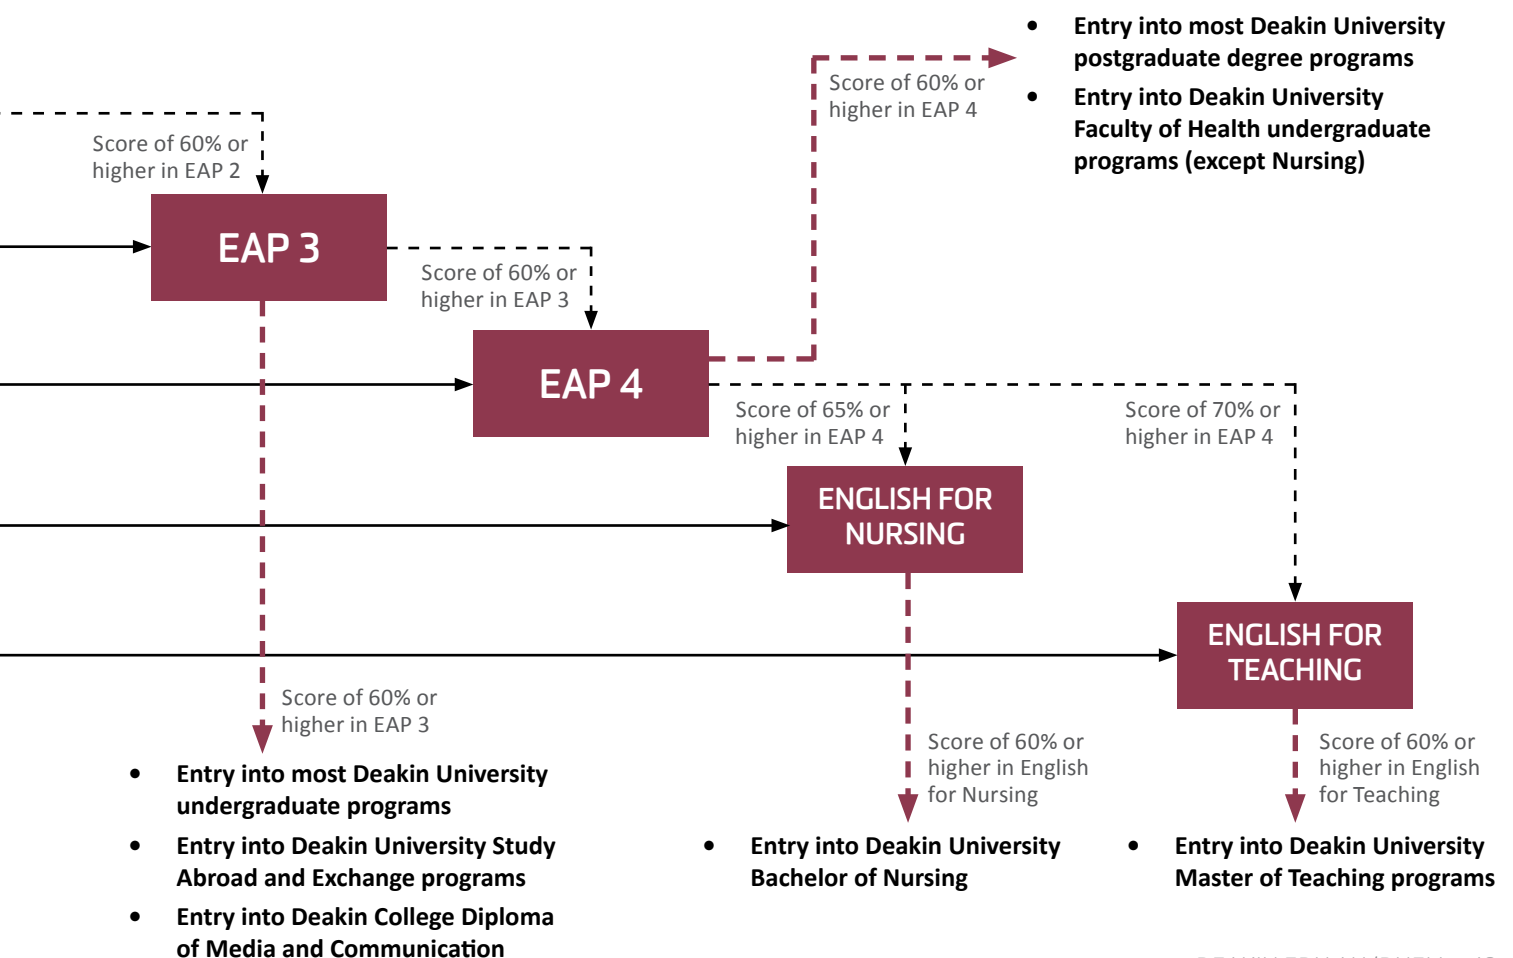 • Entry into most Deakin University
postgraduate degree programs
• Entry into Deakin University
Faculty of Health undergraduate
programs (except Nursing)
Score of 60% or
higher in EAP 4
Score of 60% or
higher in EAP 2
EAP 3
Score of 60% or
higher in EAP 3
EAP 4
Score of 65% or
higher in EAP 4
Score of 70% or
higher in EAP 4
ENGLISH FOR
NURSING
ENGLISH FOR
TEACHING
Score of 60% or
higher in EAP 3
• Entry into most Deakin University
undergraduate programs
• Entry into Deakin University Study
Abroad and Exchange programs
• Entry into Deakin College Diploma
of Media and Communication
Score of 60% or
higher in English
for Nursing
• Entry into Deakin University
Bachelor of Nursing
Score of 60% or
higher in English
for Teaching
• Entry into Deakin University
Master of Teaching programs